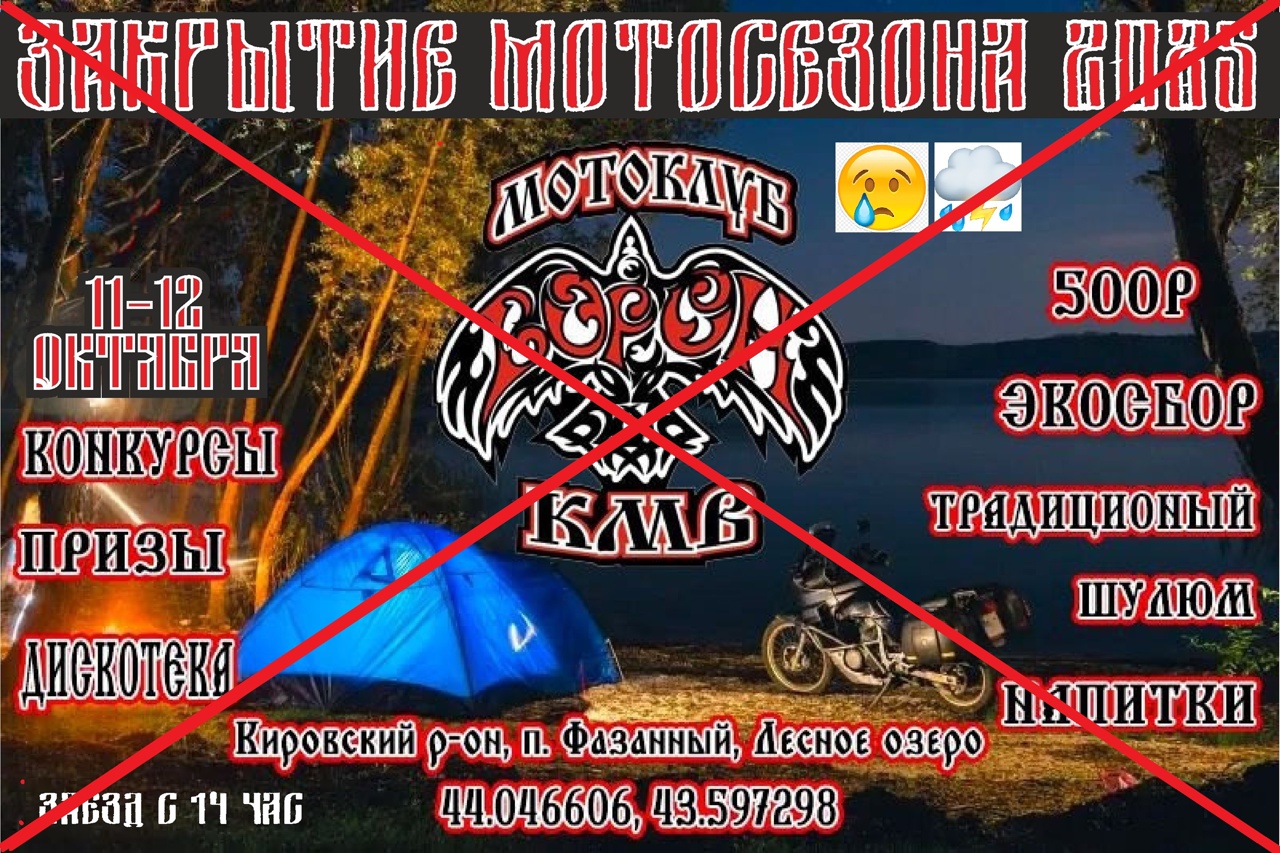 ЗАКРЫТИЕ МОТОСЕЗОНА 2025
МОТОКЛУБ
ВОРОН
КМВ
11-12
ОКТЯБРЯ
КОНКУРСЫ
ПРИЗЫ
ДИСКОТЕКА
500Р
ЭКОСБОР
ТРАДИЦИОНЫЙ
ШУЛЮМ
НАПИТКИ
Кировский р-он, п. Фазанный, Лесное озеро
44.046606, 43.597298
ЗАЕЗД С 14 ЧАС